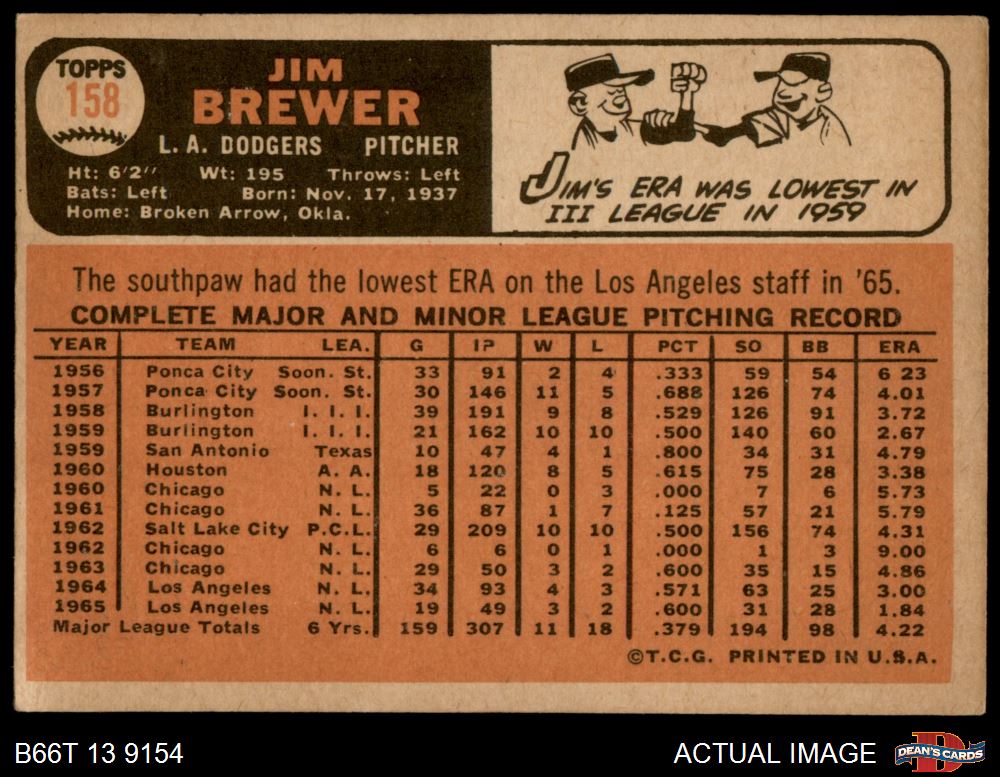 TOPPS
158
JIM
BREWER
L. A. DODGERS PITCHER
Ht: 6'2'' Wt: 195 Throws: Left
Bats: Left Born: Nov. 17, 1937
Home: Broken Arrow, Okla.
JIM'S ERA WAS LOWEST IN
III LEAGUE IN 1959
The southpaw had the lowest ERA on the Los Angeles staff in '65.
COMPLETE MAJOR AND MINOR LEAGUE PITCHING RECORD
YEAR TEAM LEA. G IP W L PCT SO BB ERA
1956 Ponca City Soon. St. 33 91 2 4 .333 59 54 6 23
1957 Ponca City Soon. St. 30 146 11 5 .688 126 74 4.01
1958 Burlington I. I. I. 39 191 9 8 .529 126 91 3.72
1959 Burlington I. I. I. 21 162 10 10 .500 140 60 2.67
1959 San Antonio Texas 10 47 4 1 .800 34 31 4.79
1960 Houston A. A. 18 120 8 5 .615 75 28 3.38
1960 Chicago N. L. 5 22 0 3 .000 7 6 5.73
1961 Chicago N. L. 36 87 1 7 .125 57 21 5.79
1962 Salt Lake City P.C.L. 29 209 10 10 .500 156 74 4.31
1962 Chicago N. L. 6 6 0 1 .000 1 3 9.00
1963 Chicago N. L. 29 50 3 2 .600 35 15 4.86
1964 Los Angeles N. L. 34 93 4 3 .571 63 25 3.00
1965 Los Angeles N. L. 19 49 3 2 .600 31 28 1.84
Major League Totals 6 Yrs. 159 307 11 18 .379 194 98 4.22
©T.C.G. PRINTED IN U.S.A.
B66T 13 9154 ACTUAL IMAGE D DEAN'S CARDS